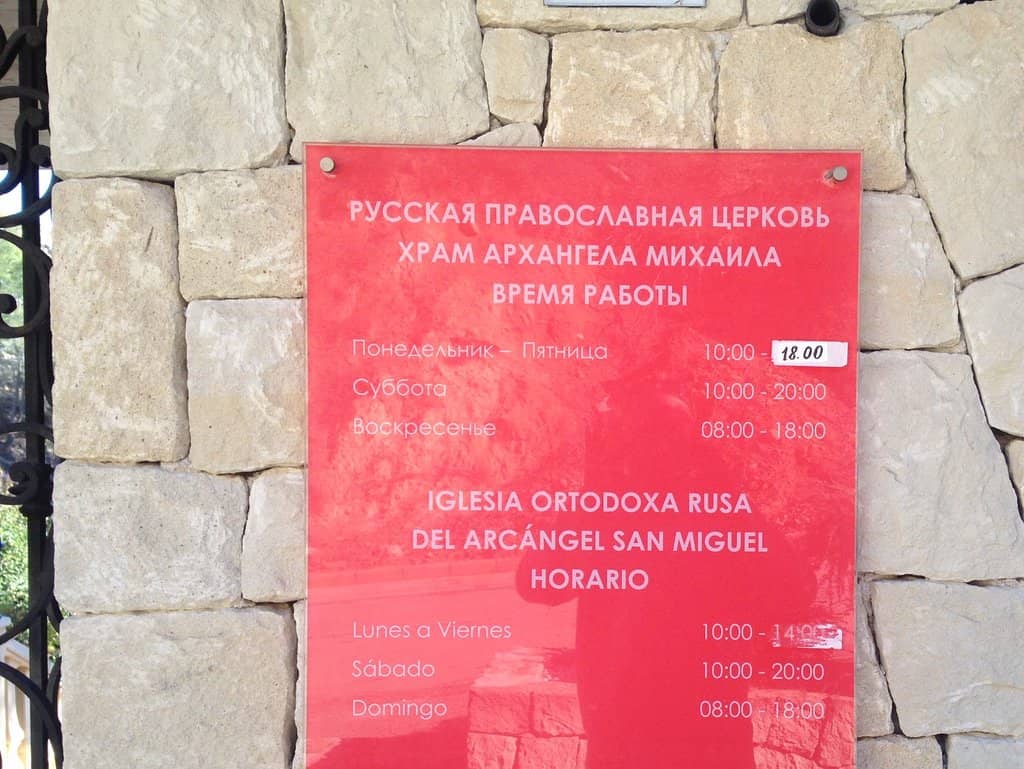 РУССКАЯ ПРАВОСЛАВНАЯ ЦЕРКОВЬ
ХРАМ АРХАНГЕЛА МИХАИЛА
ВРЕМЯ РАБОТЫ
Понедельник – Пятница 10:00 - 18.00
Суббота 10:00 - 20:00
Воскресенье 08:00 - 18:00
IGLESIA ORTODOXA RUSA
DEL ARCÁNGEL SAN MIGUEL
HORARIO
Lunes a Viernes 10:00 - 14:00
Sábado 10:00 - 20:00
Domingo 08:00 - 18:00